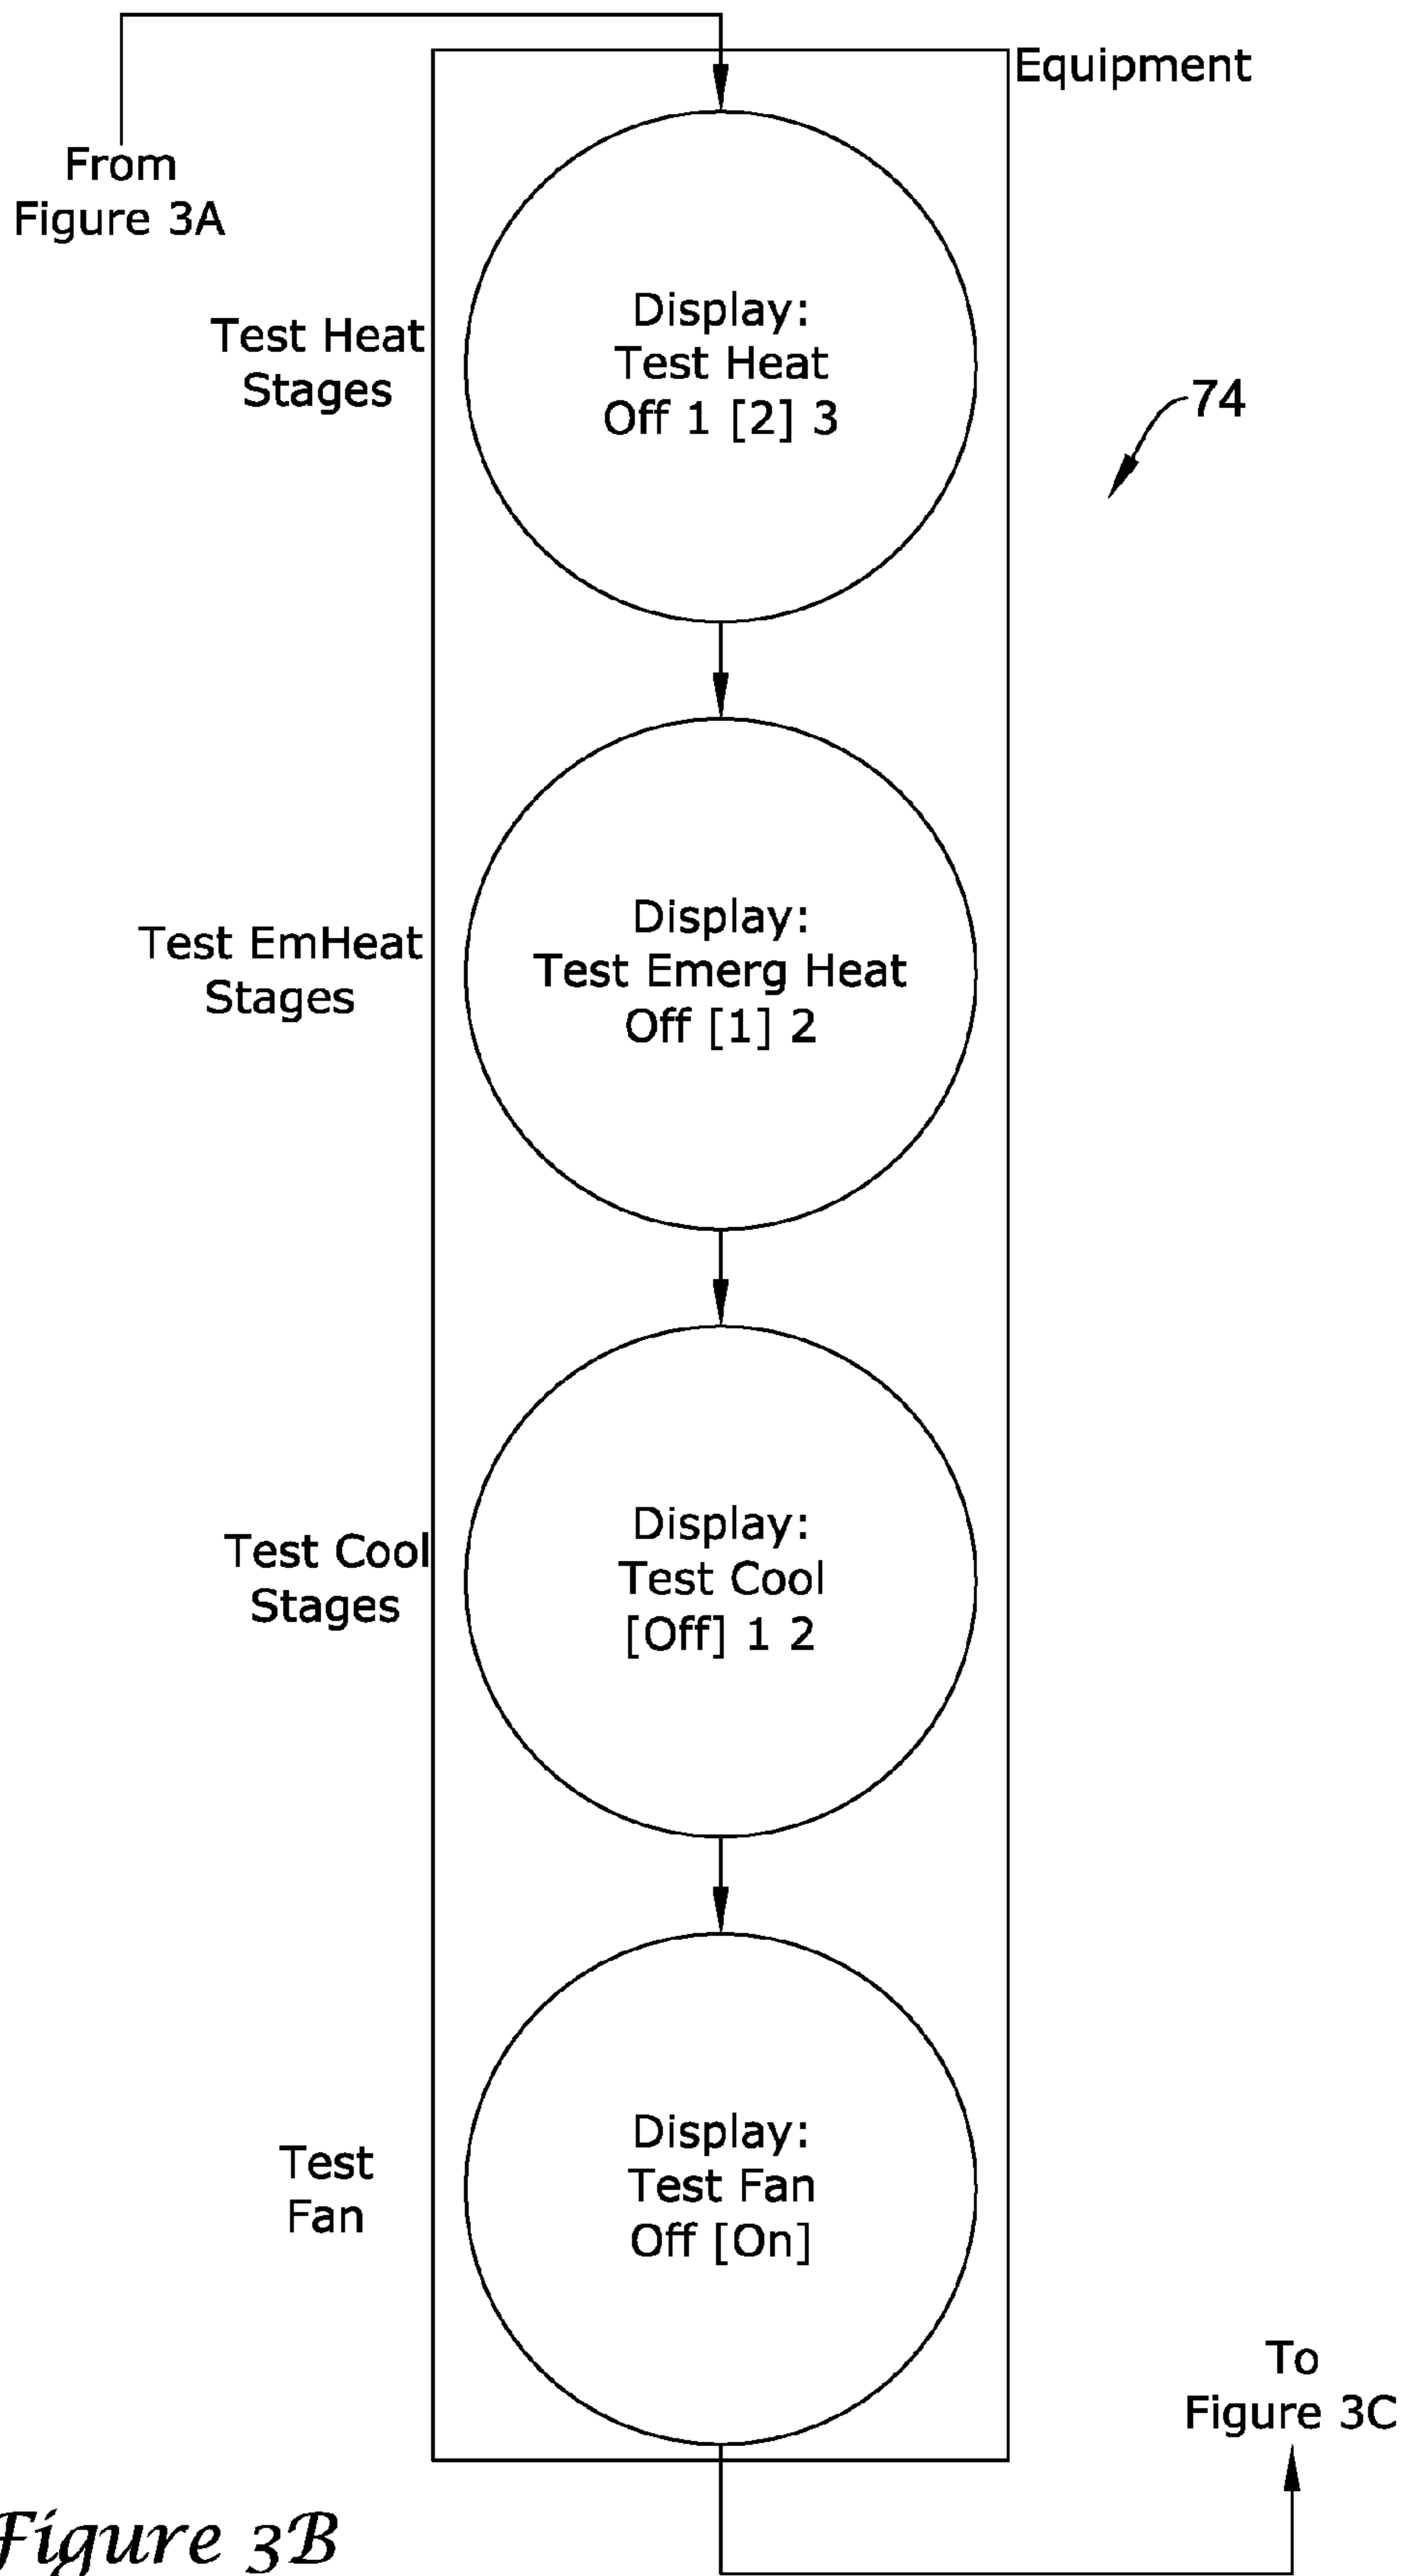 Equipment
From
Figure 3A
Test Heat
Stages
Display:
Test Heat
Off 1 [2] 3
74
Test EmHeat
Stages
Display:
Test Emerg Heat
Off [1] 2
Test Cool
Stages
Display:
Test Cool
[Off] 1 2
Test
Fan
Display:
Test Fan
Off [On]
To
Figure 3C
Figure 3B